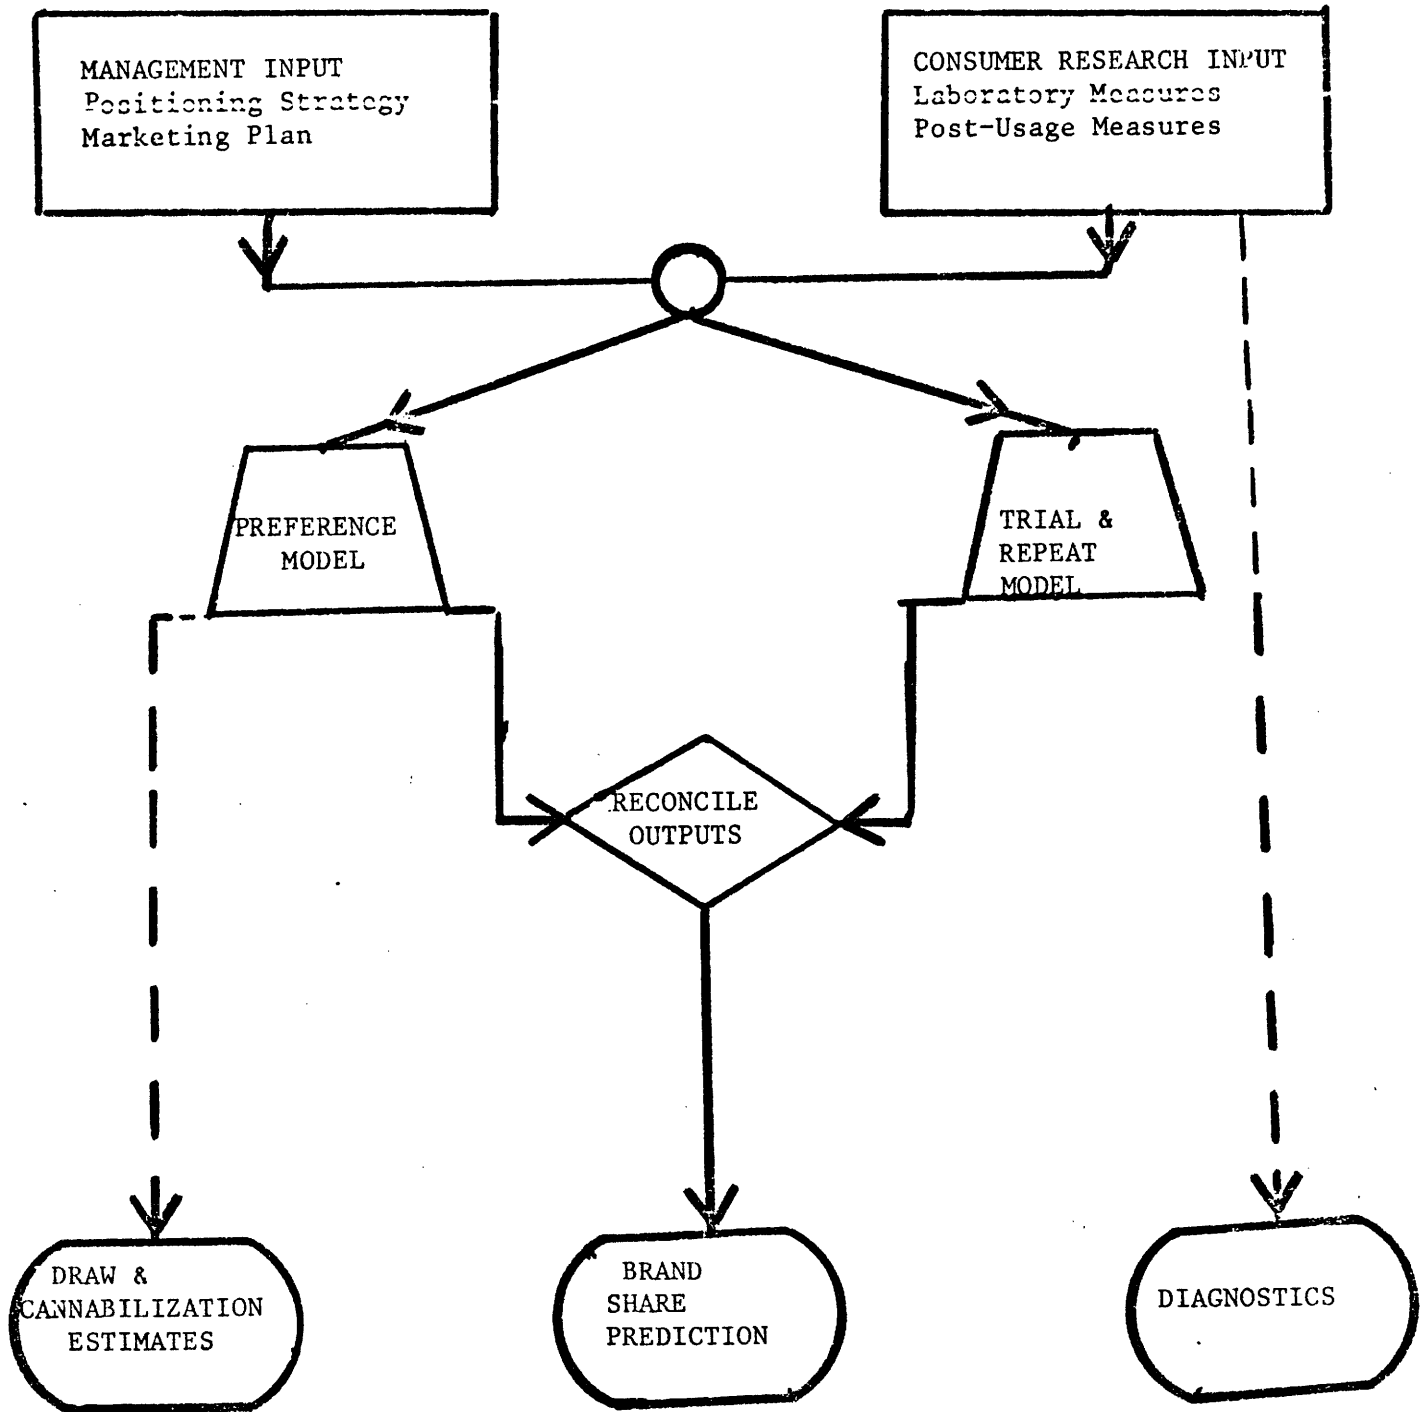 MANAGEMENT INPUT
Positioning Strategy
Marketing Plan
CONSUMER RESEARCH INPUT
Laboratory Measures
Post-Usage Measures
PREFERENCE
MODEL
TRIAL &
REPEAT
MODEL
RECONCILE
OUTPUTS
DRAW &
CANNABILIZATION
ESTIMATES
BRAND
SHARE
PREDICTION
DIAGNOSTICS